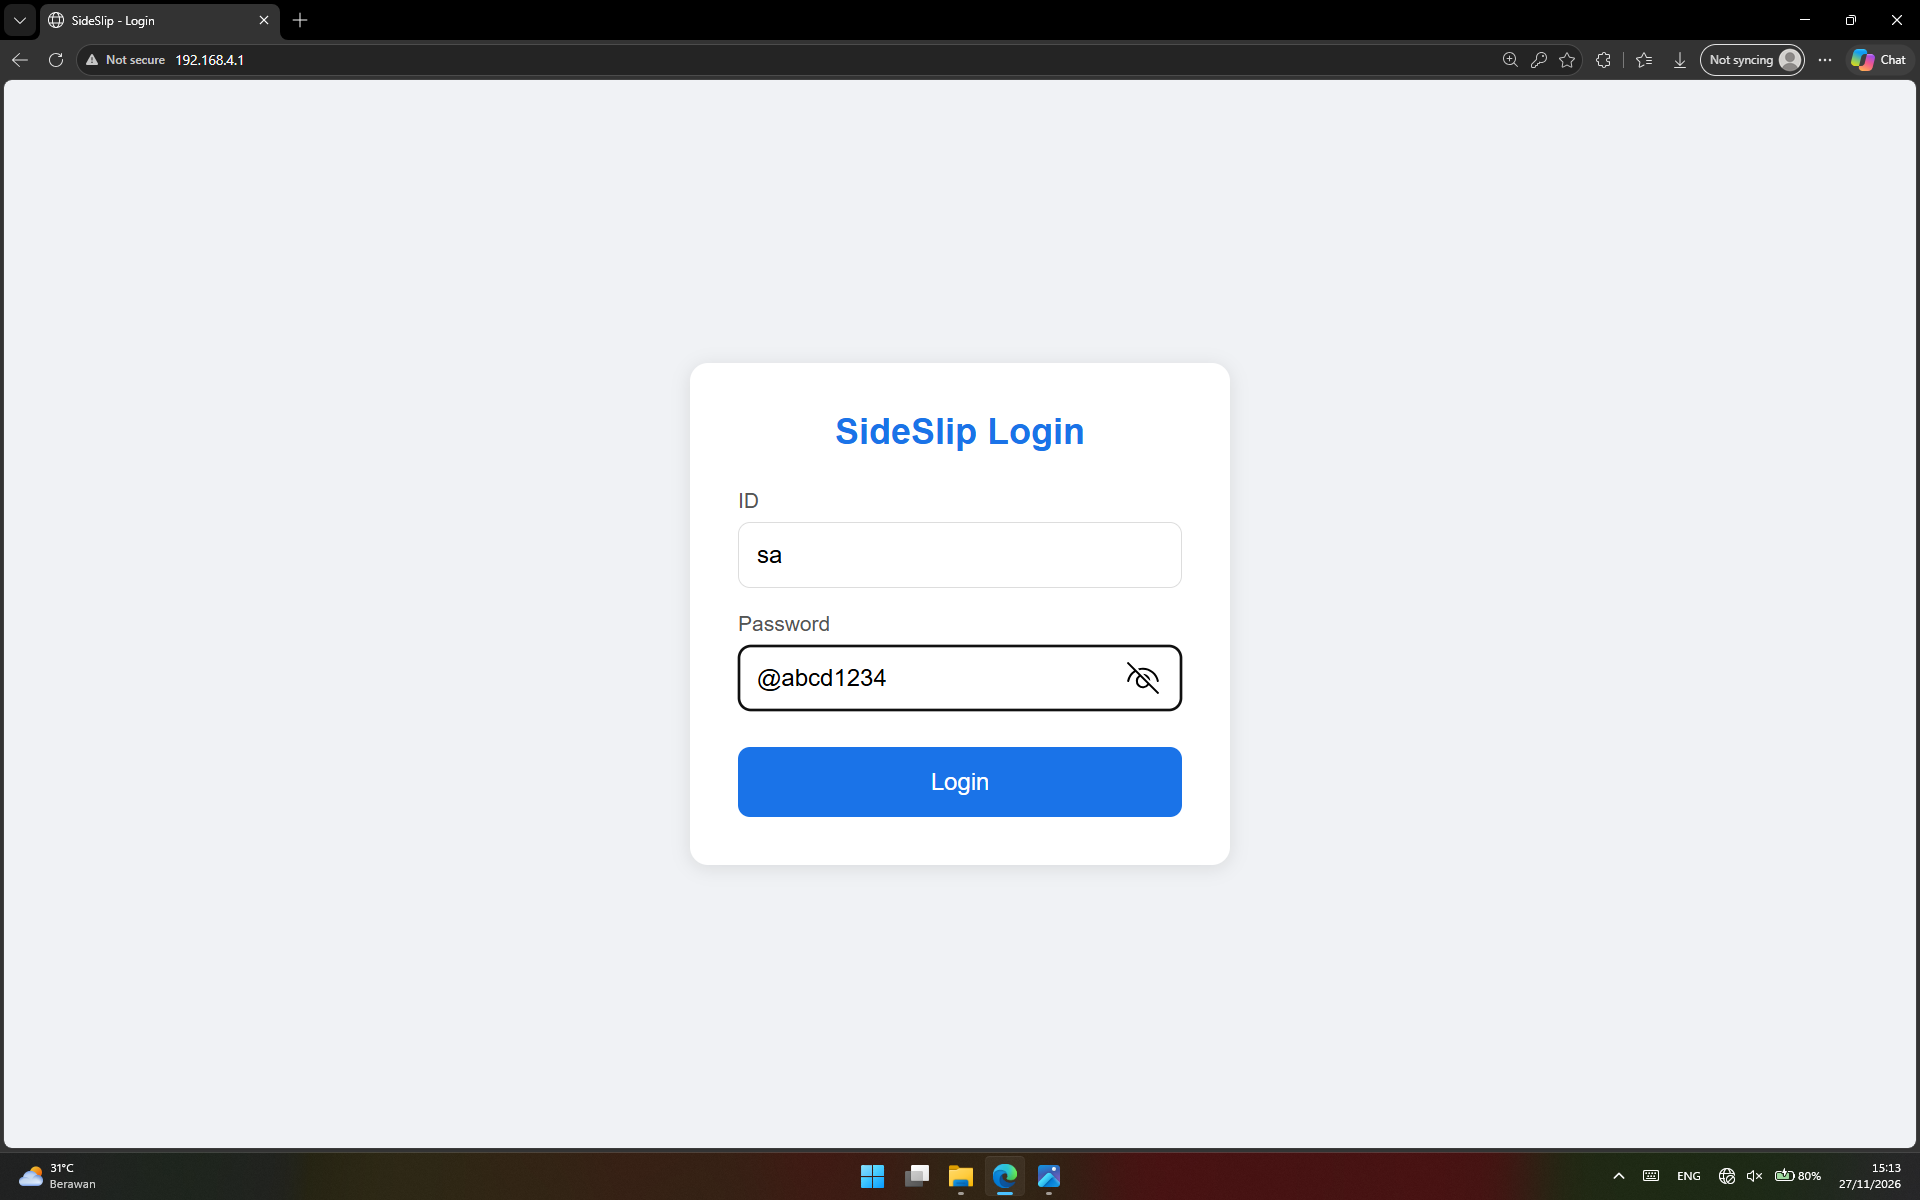 SideSlip - Login
Not secure 192.168.4.1
Not syncing
Chat
SideSlip Login
ID
sa
Password
@abcd1234
Login
31°C
Berawan
ENG
80%
15:13
27/11/2026